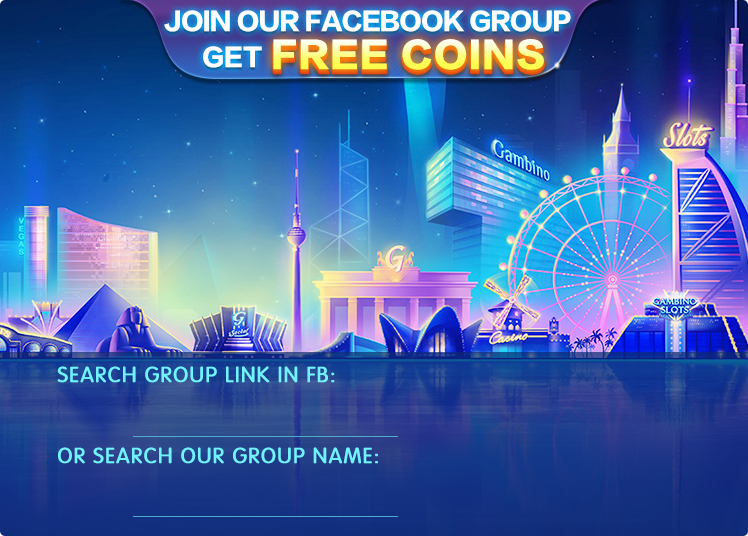 JOIN OUR FACEBOOK GROUP
GET FREE COINS
Gambino
Slots
VEGAS
G
G
Casino
GAMBINO
SLOTS
SEARCH GROUP LINK IN FB:
OR SEARCH OUR GROUP NAME: